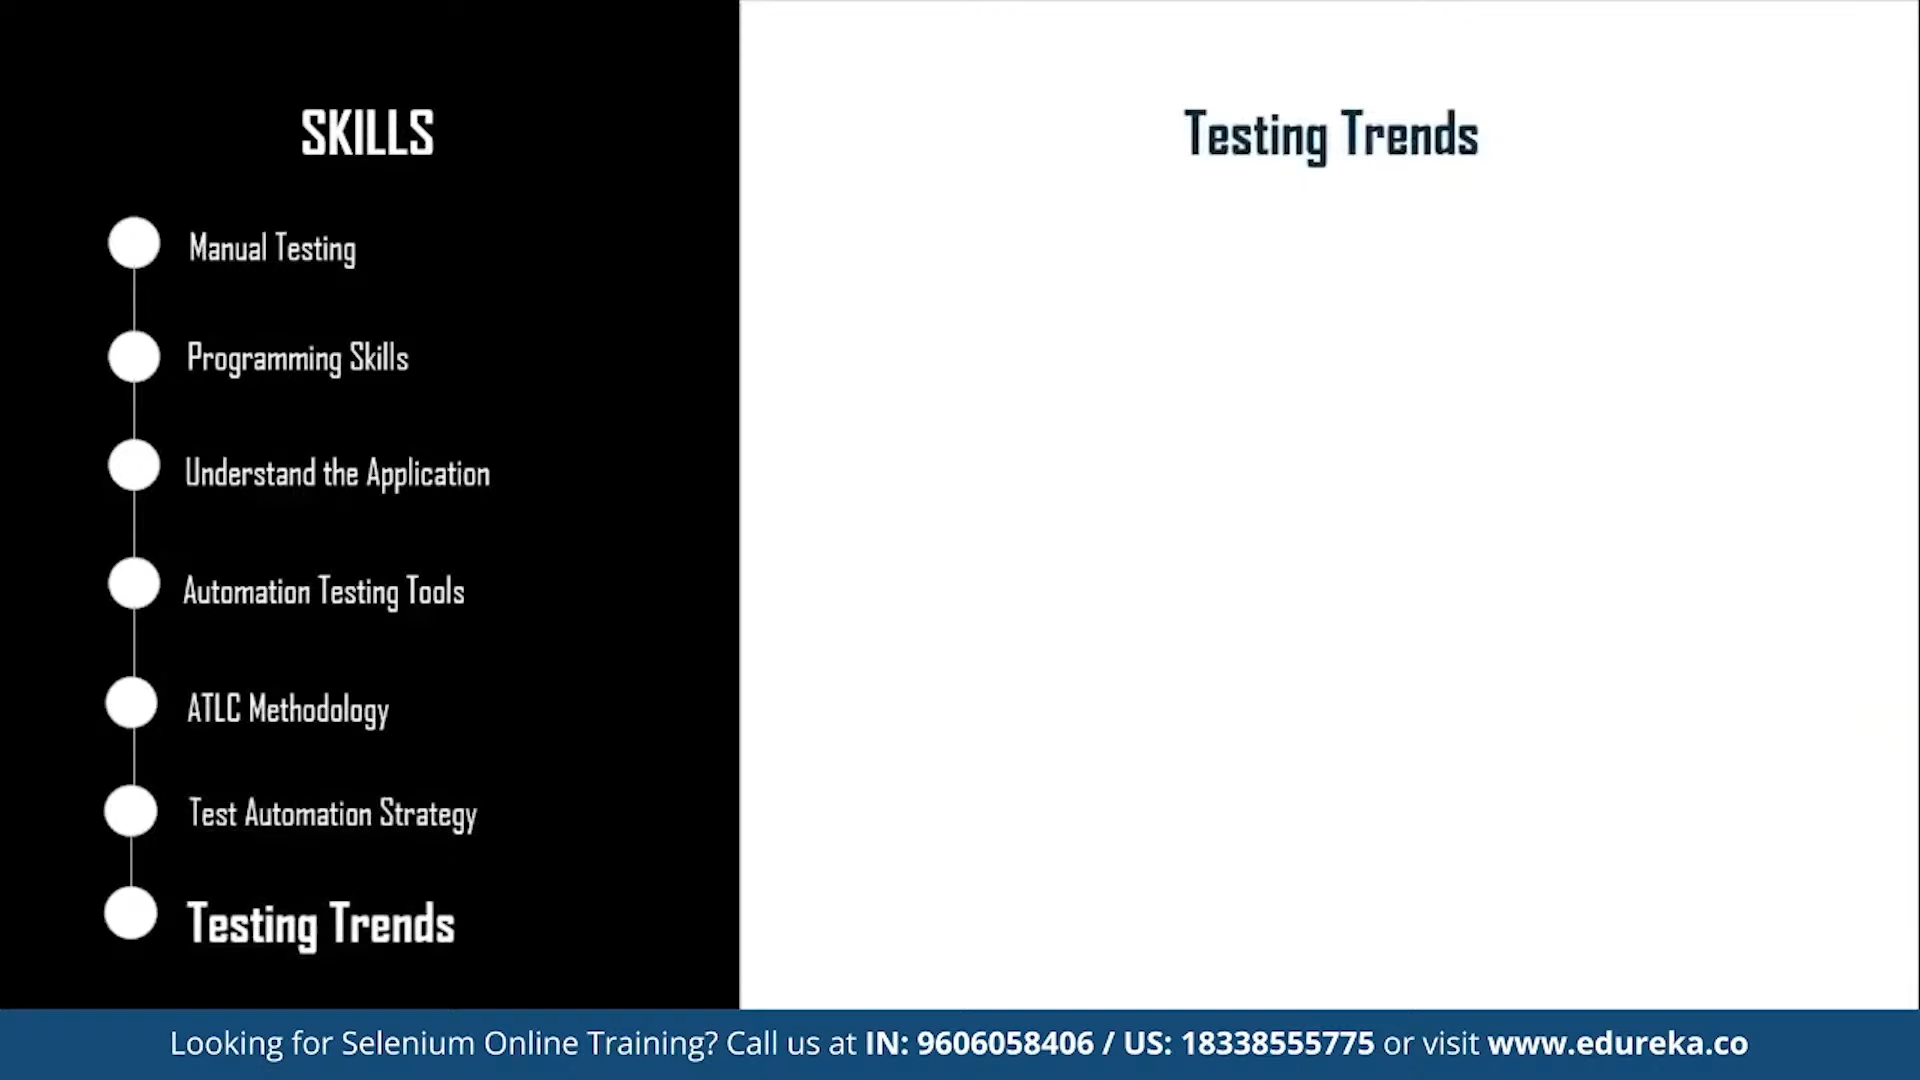 SKILLS
Manual Testing
Programming Skills
Understand the Application
Automation Testing Tools
ATLC Methodology
Test Automation Strategy
Testing Trends
Testing Trends
Looking for Selenium Online Training? Call us at IN: 9606058406 / US: 18338555775 or visit www.edureka.co